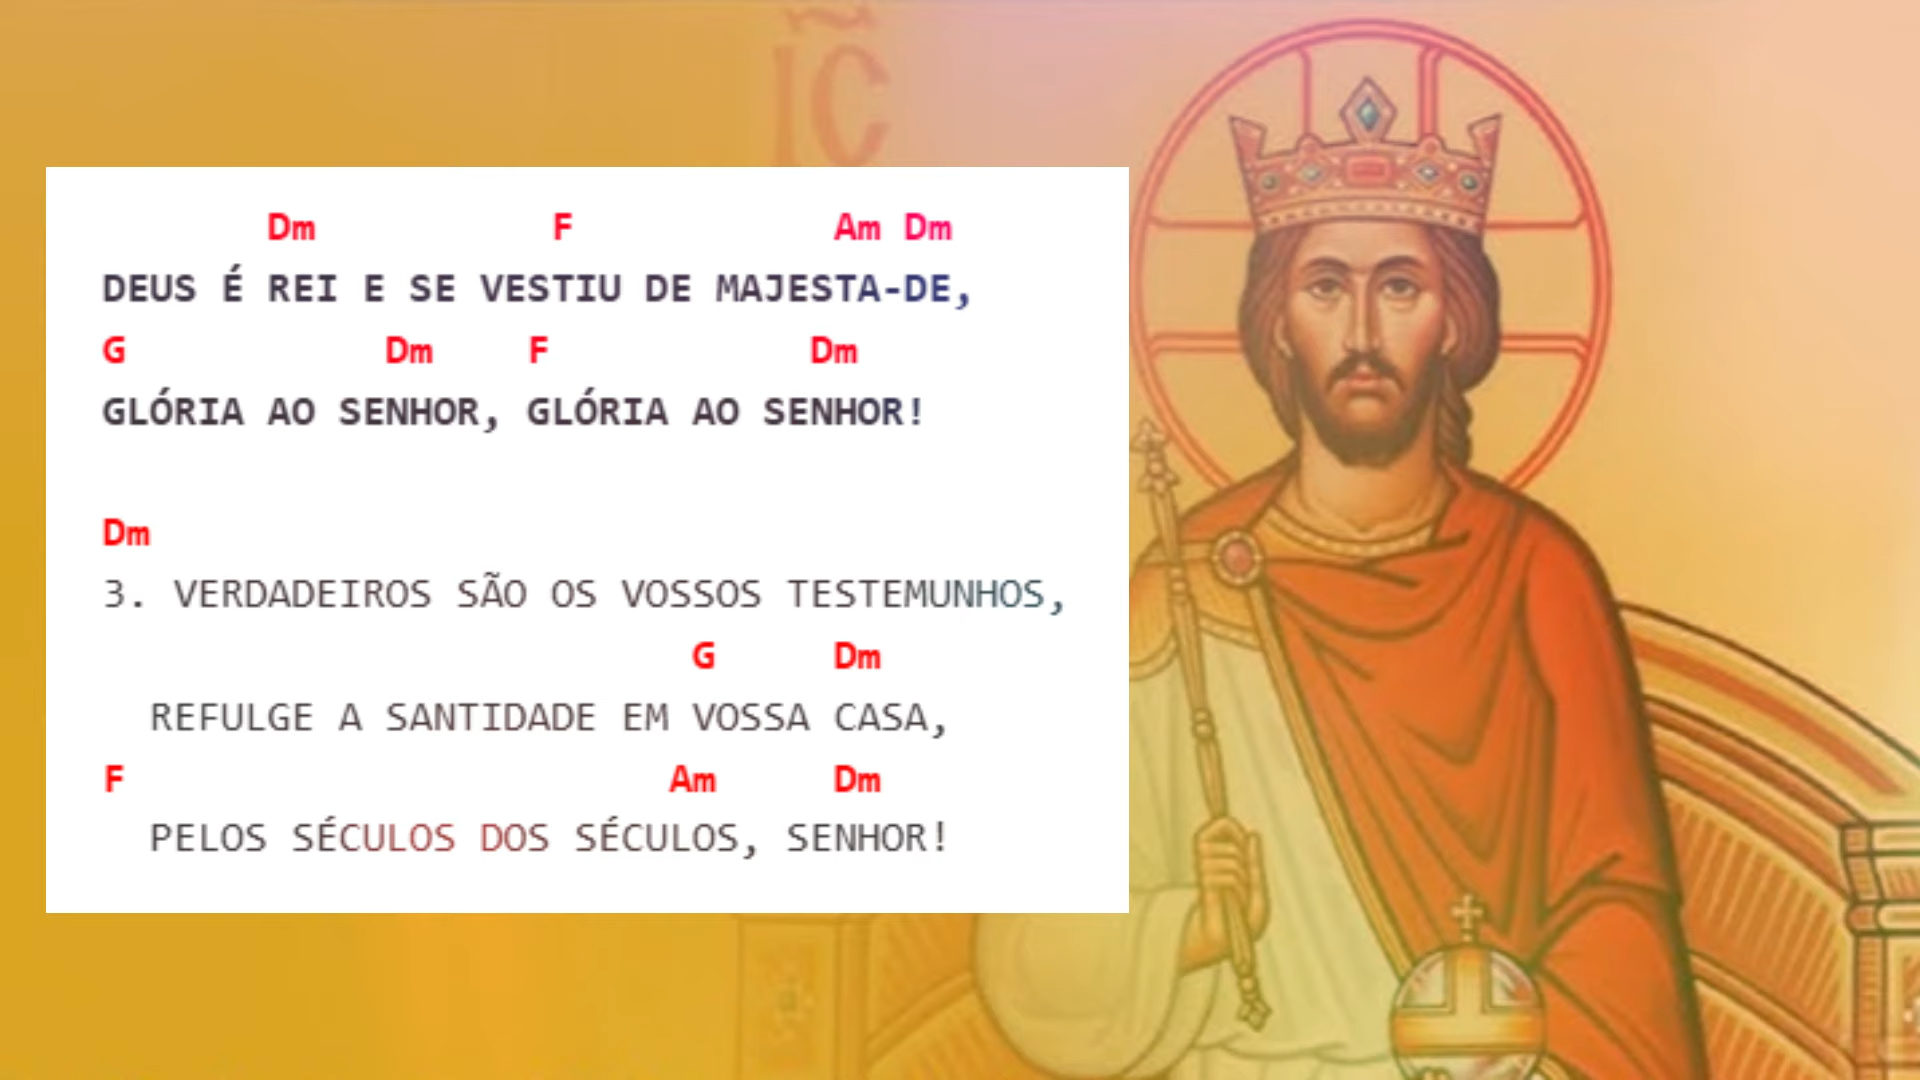 ĨC
Dm F Am Dm
DEUS É REI E SE VESTIU DE MAJESTA-DE,
G Dm F Dm
GLÓRIA AO SENHOR, GLÓRIA AO SENHOR!
Dm
3. VERDADEIROS SÃO OS VOSSOS TESTEMUNHOS,
G Dm
REFULGE A SANTIDADE EM VOSSA CASA,
F Am Dm
PELOS SÉCULOS DOS SÉCULOS, SENHOR!